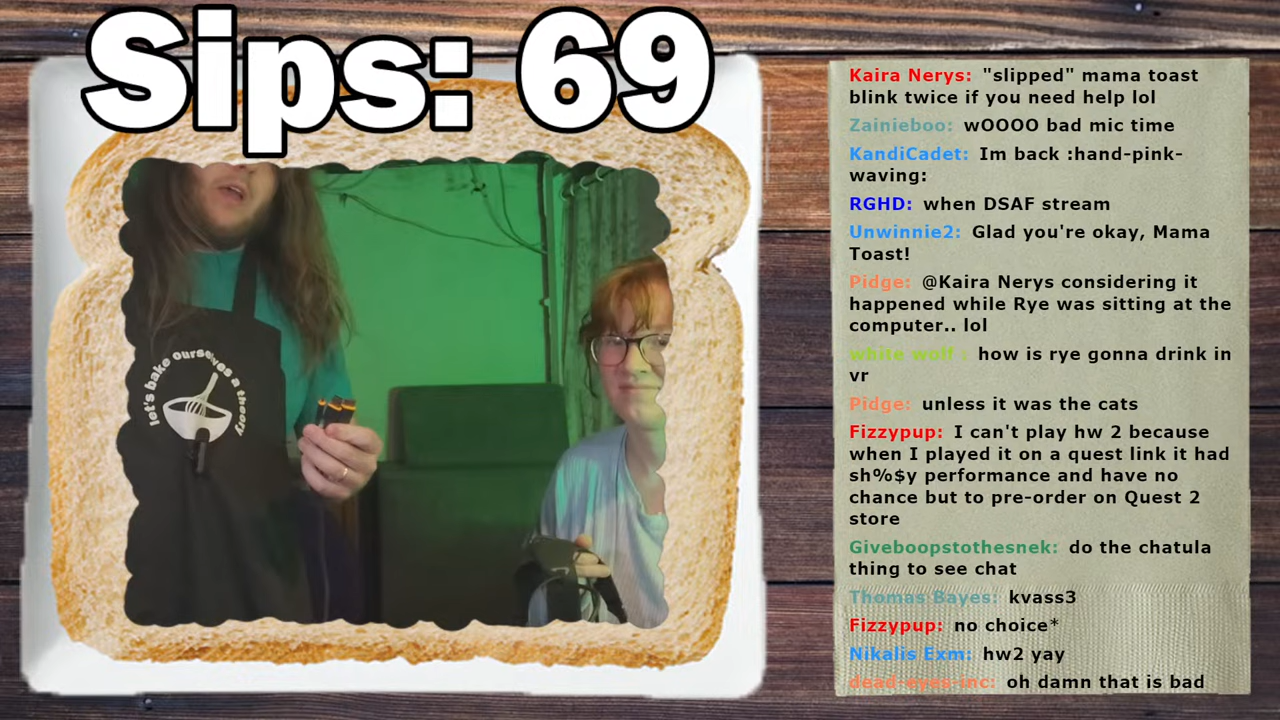 Sips: 69
let's bake ourselves a theory
Kaira Nerys: "slipped" mama toast
blink twice if you need help lol
Zainieboo: wOOOO bad mic time
KandiCadet: Im back :hand-pink-
waving:
RGHD: when DSAF stream
Unwinnie2: Glad you're okay, Mama
Toast!
Pidge: @Kaira Nerys considering it
happened while Rye was sitting at the
computer.. lol
white wolf : how is rye gonna drink in
vr
Pidge: unless it was the cats
Fizzypup: I can't play hw 2 because
when I played it on a quest link it had
sh%$y performance and have no
chance but to pre-order on Quest 2
store
Giveboopstothesnek: do the chatula
thing to see chat
Thomas Bayes: kvass3
Fizzypup: no choice*
Nikalis Exm: hw2 yay
dead-eyes-inc: oh damn that is bad